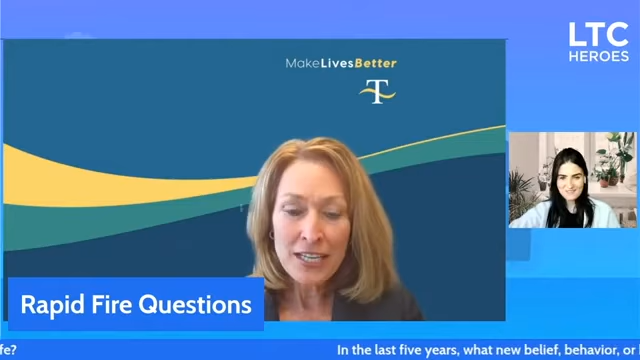 LTC
HEROES
MakeLivesBetter
T
Rapid Fire Questions
fe?
In the last five years, what new belief, behavior, or